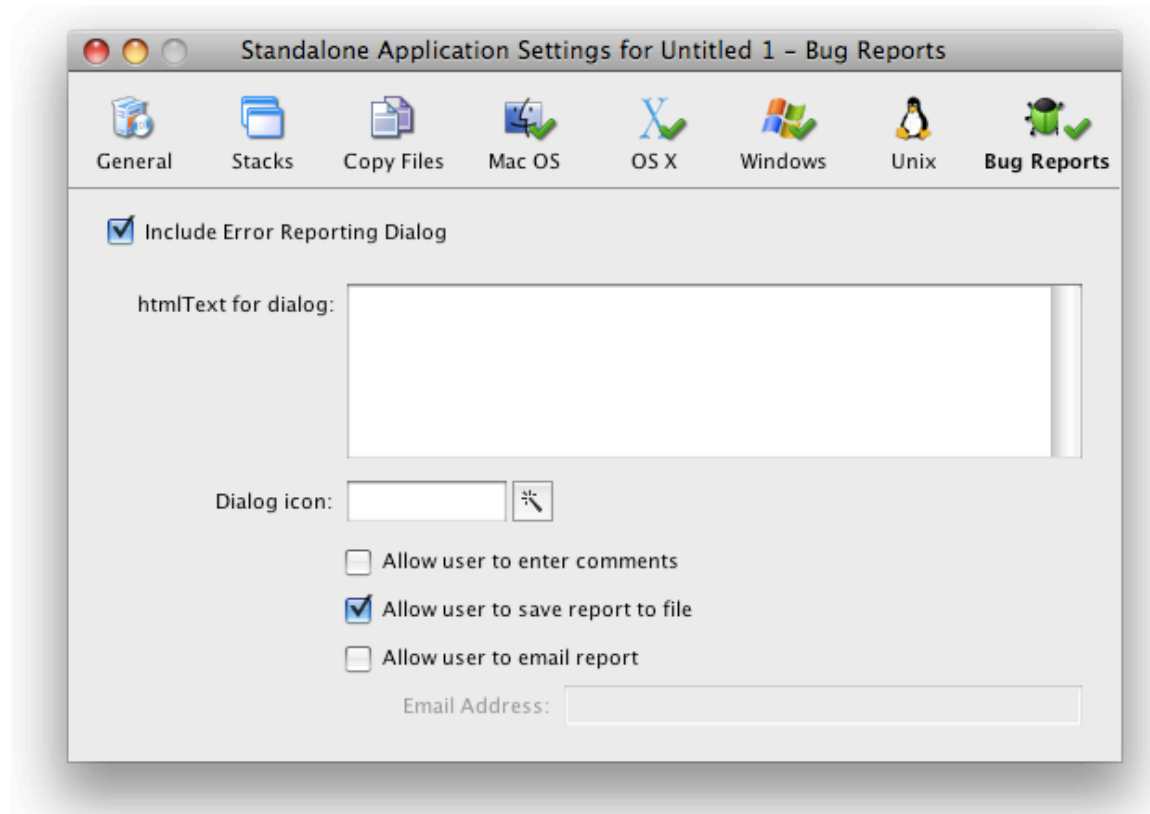 Standalone Application Settings for Untitled 1 – Bug Reports
General Stacks Copy Files Mac OS OS X Windows Unix Bug Reports
Include Error Reporting Dialog
htmlText for dialog:
Dialog icon:
Allow user to enter comments
Allow user to save report to file
Allow user to email report
Email Address: